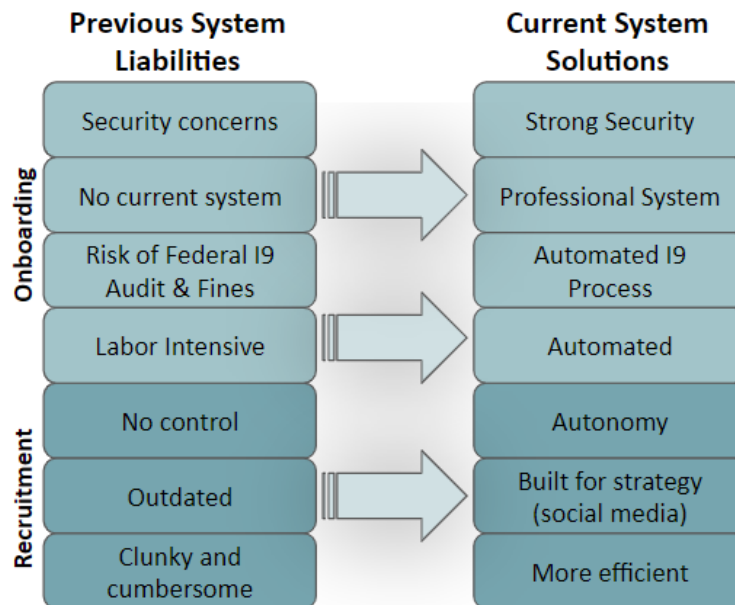 Previous System
Liabilities
Current System
Solutions
Onboarding
Security concerns
Strong Security
No current system
Professional System
Risk of Federal I9
Audit & Fines
Automated I9
Process
Labor Intensive
Automated
Recruitment
No control
Autonomy
Outdated
Built for strategy
(social media)
Clunky and
cumbersome
More efficient